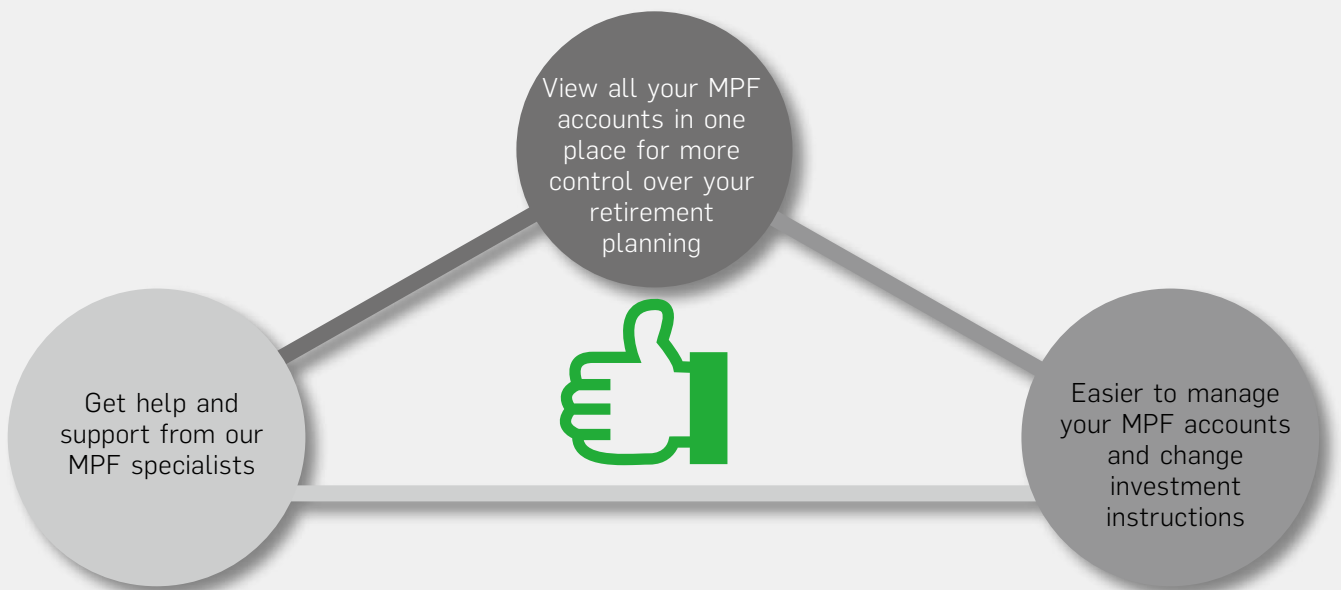 View all your MPF
accounts in one
place for more
control over your
retirement
planning
Get help and
support from our
MPF specialists
Easier to manage
your MPF accounts
and change
investment
instructions